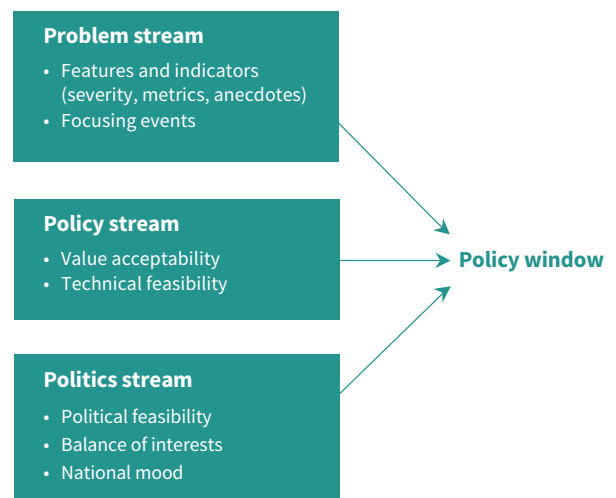 Problem stream
• Features and indicators
(severity, metrics, anecdotes)
• Focusing events
Policy stream
• Value acceptability
• Technical feasibility
Policy window
Politics stream
• Political feasibility
• Balance of interests
• National mood